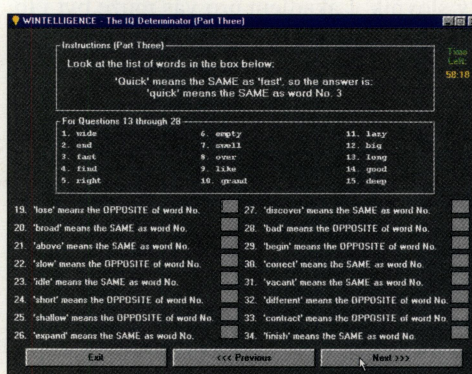 WINTELLIGENCE - The IQ Determinator (Part Three)
Instructions (Part Three)
Look at the list of words in the box below:
'Quick' means the SAME as 'fast', so the answer is:
'quick' means the SAME as word No. 3
Time
Left:
58:18
For Questions 13 through 28
1. wide 6. empty 11. lazy
2. end 7. swell 12. big
3. fast 8. over 13. long
4. find 9. like 14. good
5. right 10. grand 15. deep
19. 'lose' means the OPPOSITE of word No. 27. 'discover' means the SAME as word No.
20. 'broad' means the SAME as word No. 28. 'bad' means the OPPOSITE of word No.
21. 'above' means the SAME as word No. 29. 'begin' means the OPPOSITE of word No.
22. 'slow' means the OPPOSITE of word No. 30. 'correct' means the SAME as word No.
23. 'idle' means the SAME as word No. 31. 'vacant' means the SAME as word No.
24. 'short' means the OPPOSITE of word No. 32. 'different' means the OPPOSITE of word No.
25. 'shallow' means the OPPOSITE of word No. 33. 'contract' means the OPPOSITE of word No.
26. 'expand' means the SAME as word No. 34. 'finish' means the SAME as word No.
Exit <<< Previous Next >>>